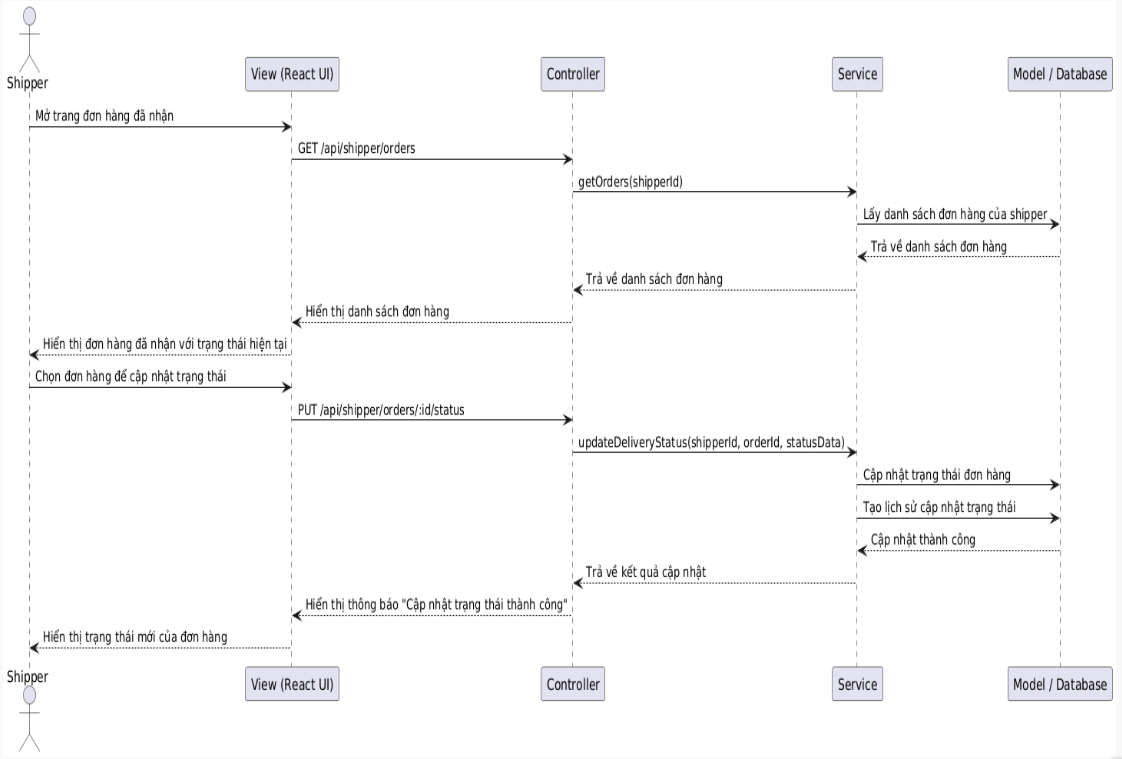 Shipper
View (React UI)
Controller
Service
Model / Database
Mở trang đơn hàng đã nhận
GET /api/shipper/orders
getOrders(shipperId)
Lấy danh sách đơn hàng của shipper
Trả về danh sách đơn hàng
Trả về danh sách đơn hàng
Hiển thị danh sách đơn hàng
Hiển thị đơn hàng đã nhận với trạng thái hiện tại
Chọn đơn hàng để cập nhật trạng thái
PUT /api/shipper/orders/:id/status
updateDeliveryStatus(shipperId, orderId, statusData)
Cập nhật trạng thái đơn hàng
Tạo lịch sử cập nhật trạng thái
Cập nhật thành công
Trả về kết quả cập nhật
Hiển thị thông báo "Cập nhật trạng thái thành công"
Hiển thị trạng thái mới của đơn hàng
Shipper
View (React UI)
Controller
Service
Model / Database